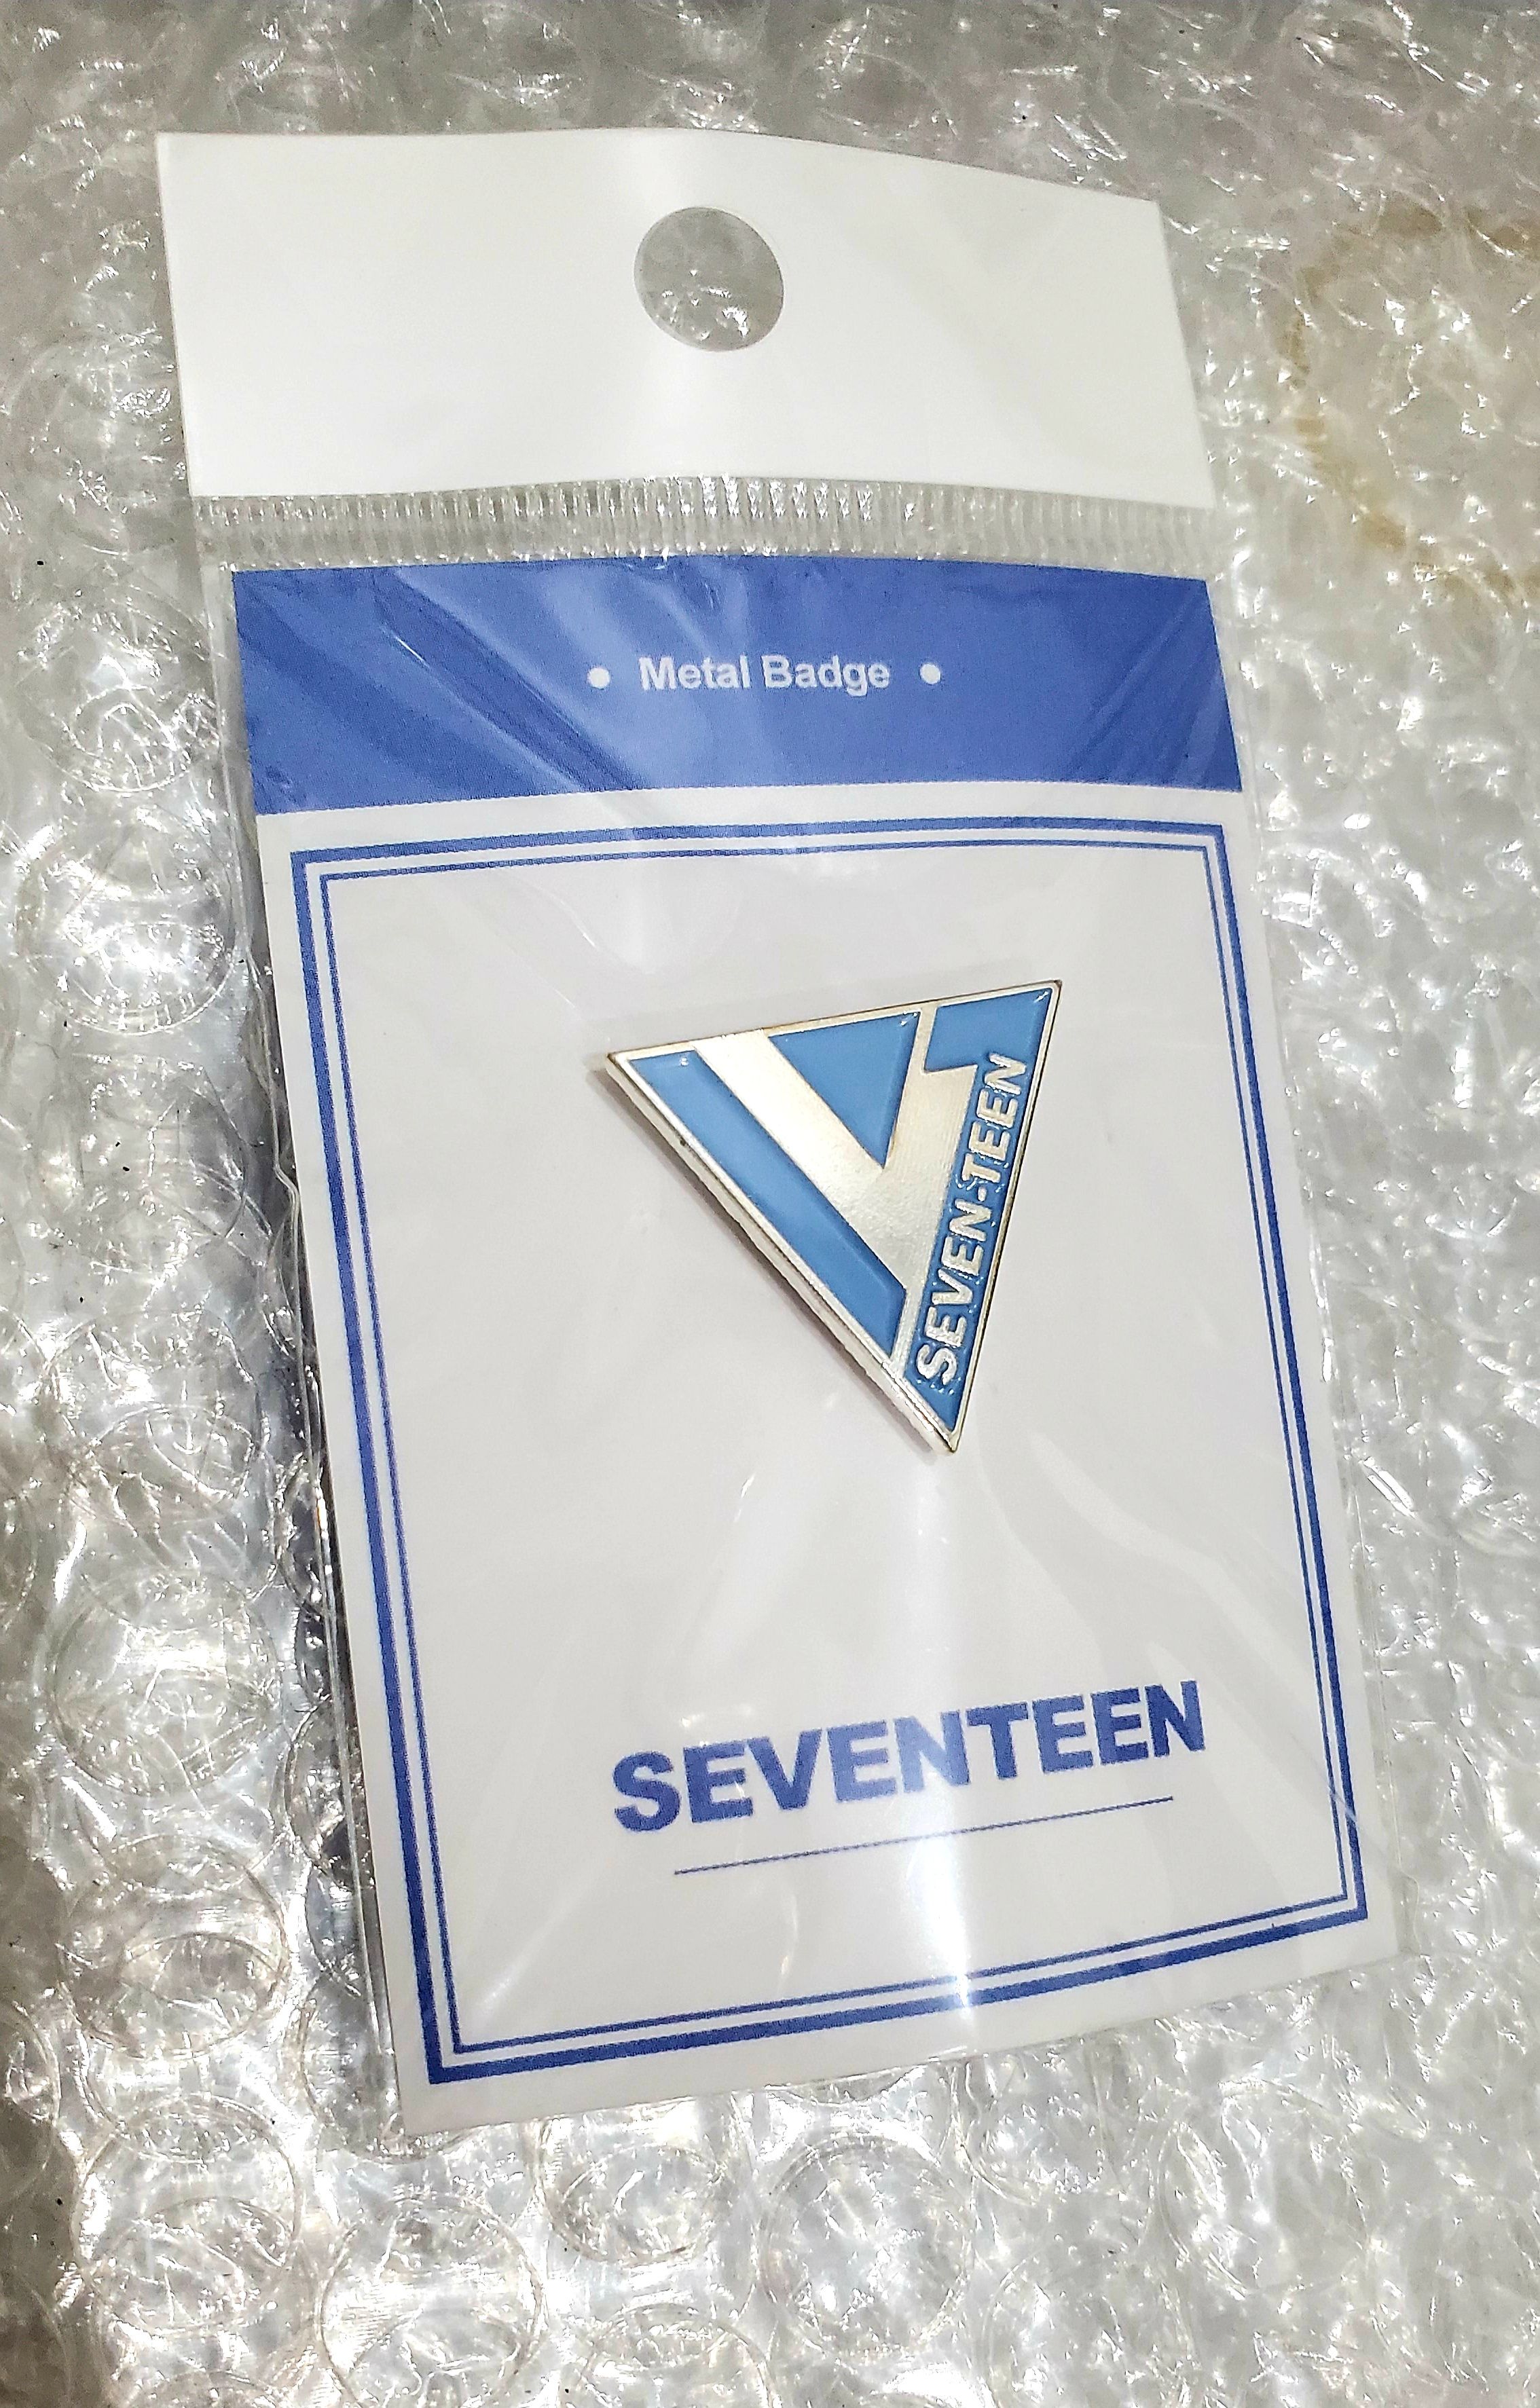 • Metal Badge •
SEVEN-TEEN
SEVENTEEN